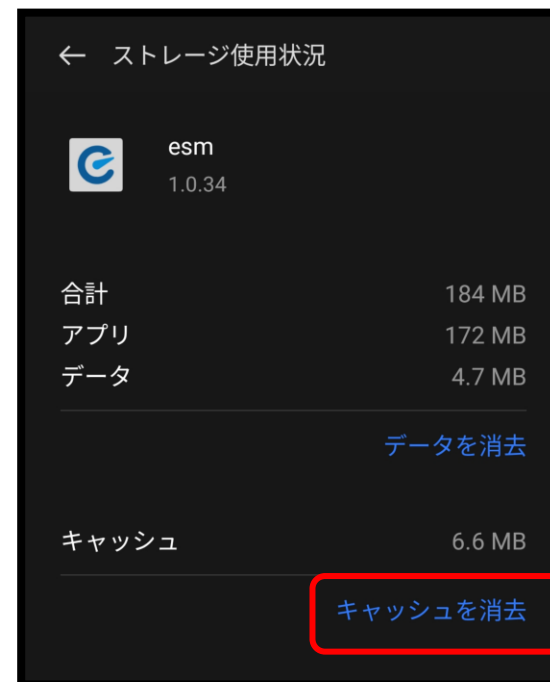 ← ストレージ使用状況
esm
1.0.34
合計 184 MB
アプリ 172 MB
データ 4.7 MB
データを消去
キャッシュ 6.6 MB
キャッシュを消去